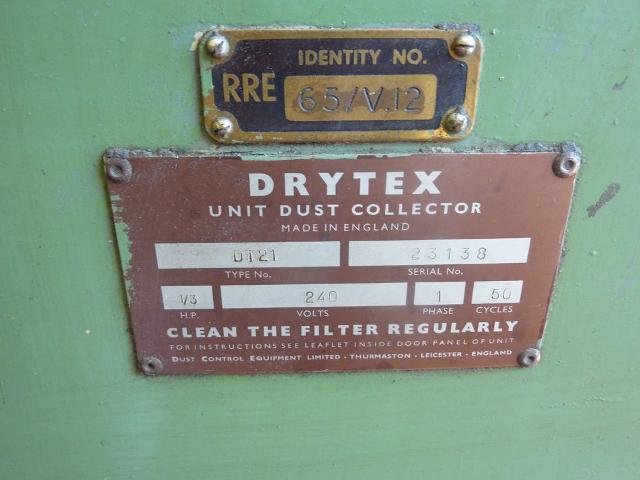 IDENTITY NO.
RRE 65/V.12
DRYTEX
UNIT DUST COLLECTOR
MADE IN ENGLAND
DT21 23138
TYPE No. SERIAL No.
1/3 240 1 50
H.P. VOLTS PHASE CYCLES
CLEAN THE FILTER REGULARLY
FOR INSTRUCTIONS SEE LEAFLET INSIDE DOOR PANEL OF UNIT
DUST CONTROL EQUIPMENT LIMITED · THURMASTON · LEICESTER · ENGLAND